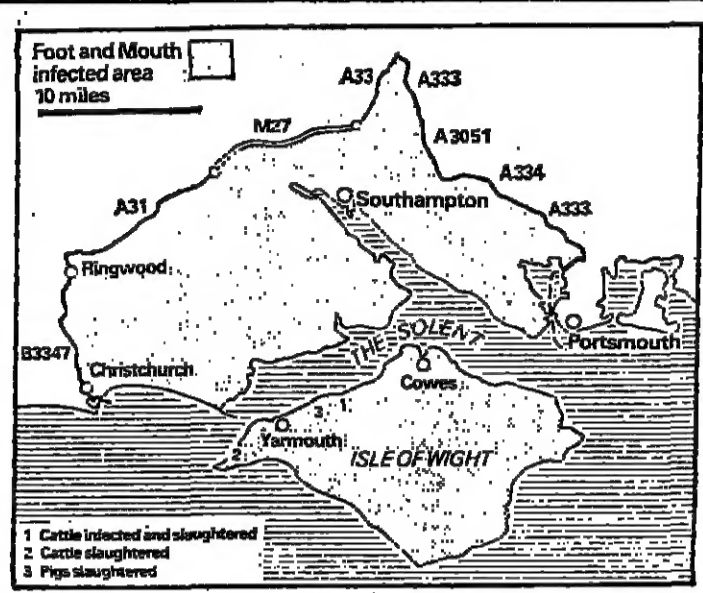 Foot and Mouth
infected area
10 miles
A33
A333
M27
A3051
A334
A31
Southampton
A333
Ringwood
THE SOLENT
B3347
Portsmouth
Christchurch
Cowes
3 1
Yarmouth
2
ISLE OF WIGHT
1 Cattle infected and slaughtered
2 Cattle slaughtered
3 Pigs slaughtered